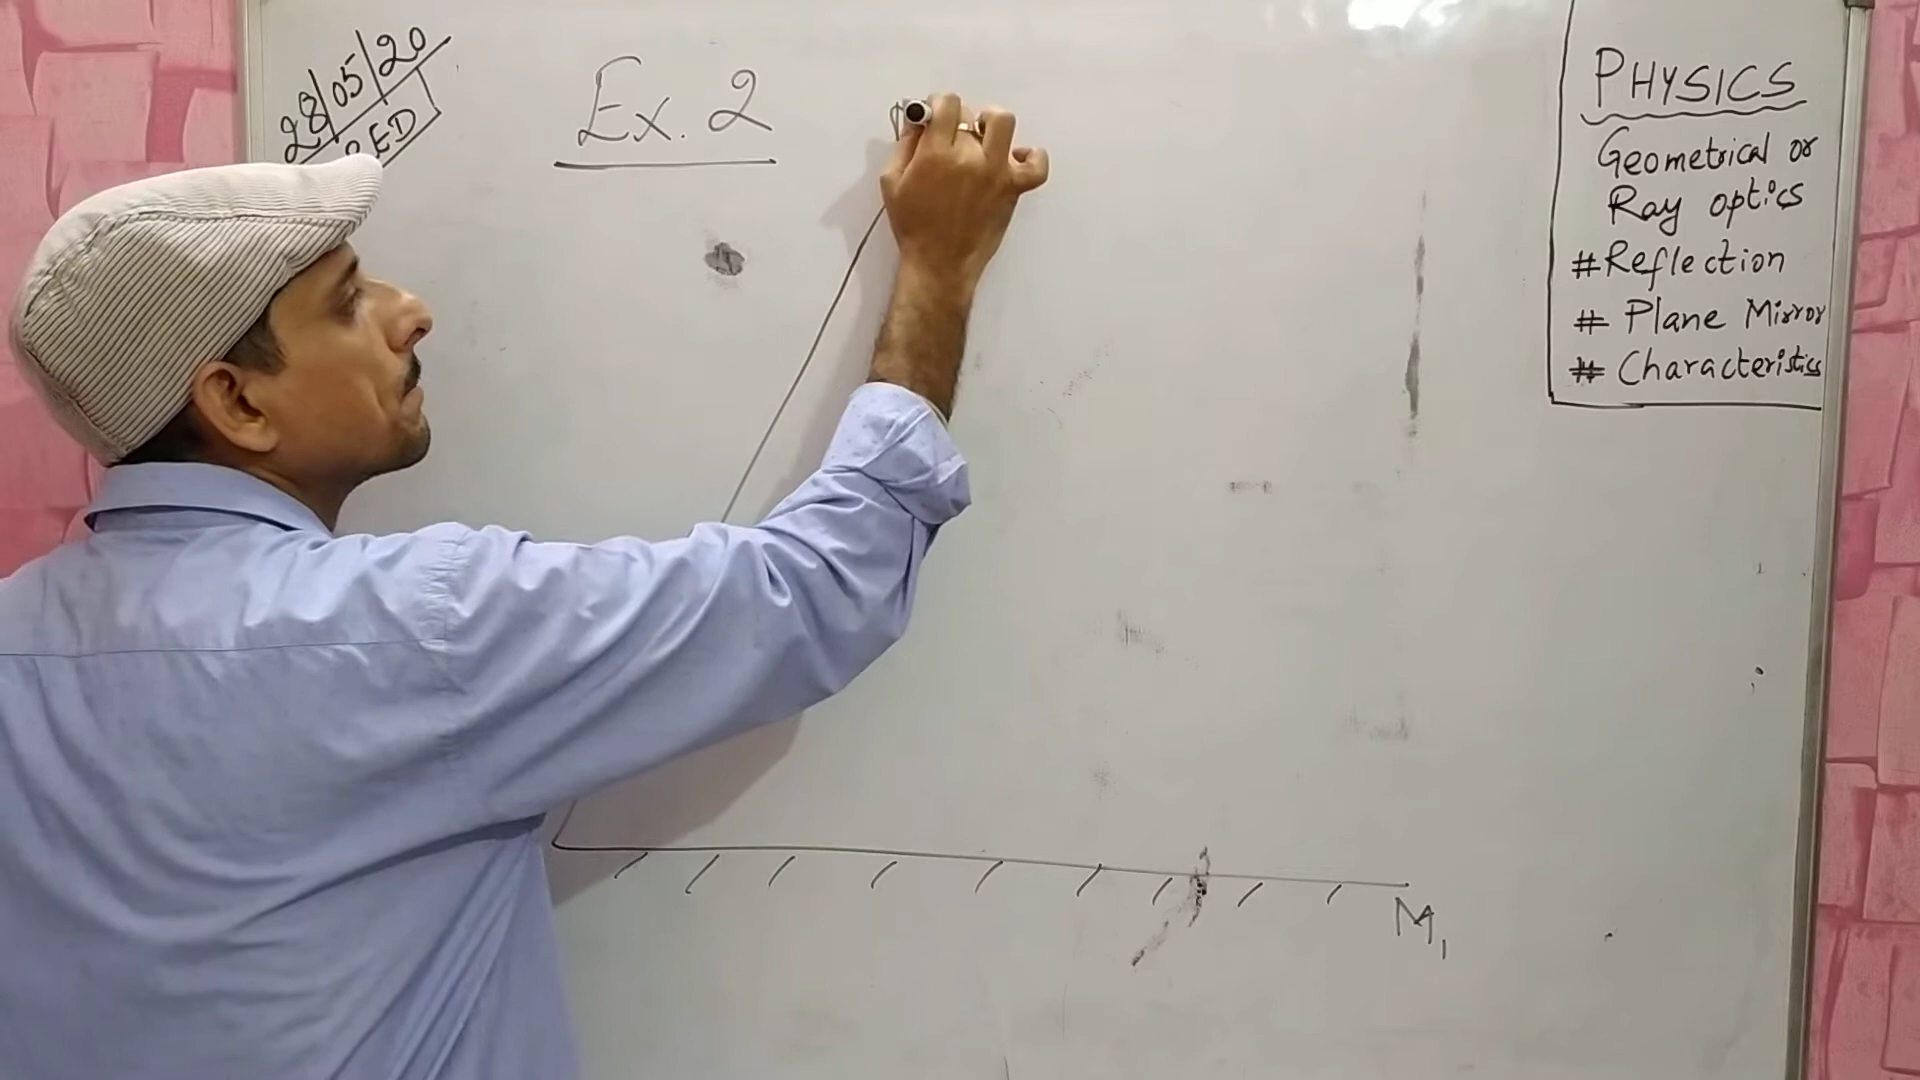 28/05/20
Ex. 2
PHYSICS
Geometrical or
Ray optics
# Reflection
# Plane Mirror
# Characteristics
M1